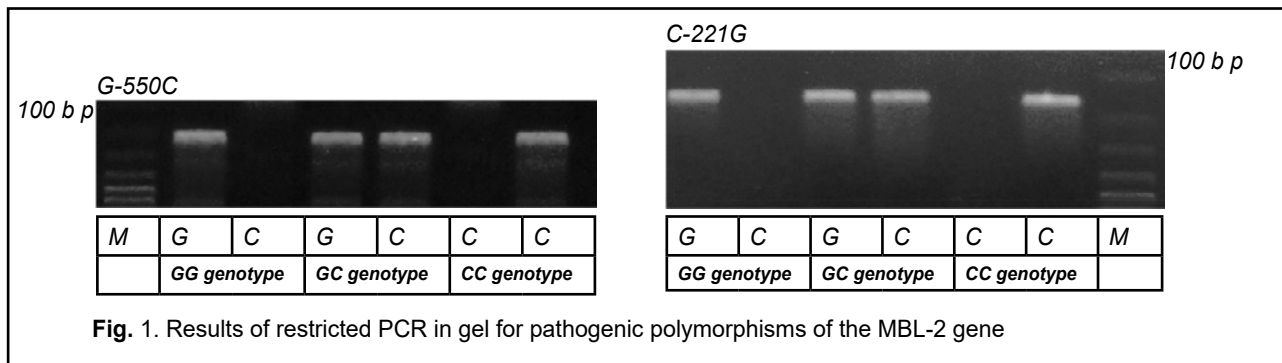 G-550C
100 b p
M G C G C C C
GG genotype GC genotype CC genotype
C-221G
100 b p
G C G C C C M
GG genotype GC genotype CC genotype
Fig. 1. Results of restricted PCR in gel for pathogenic polymorphisms of the MBL-2 gene